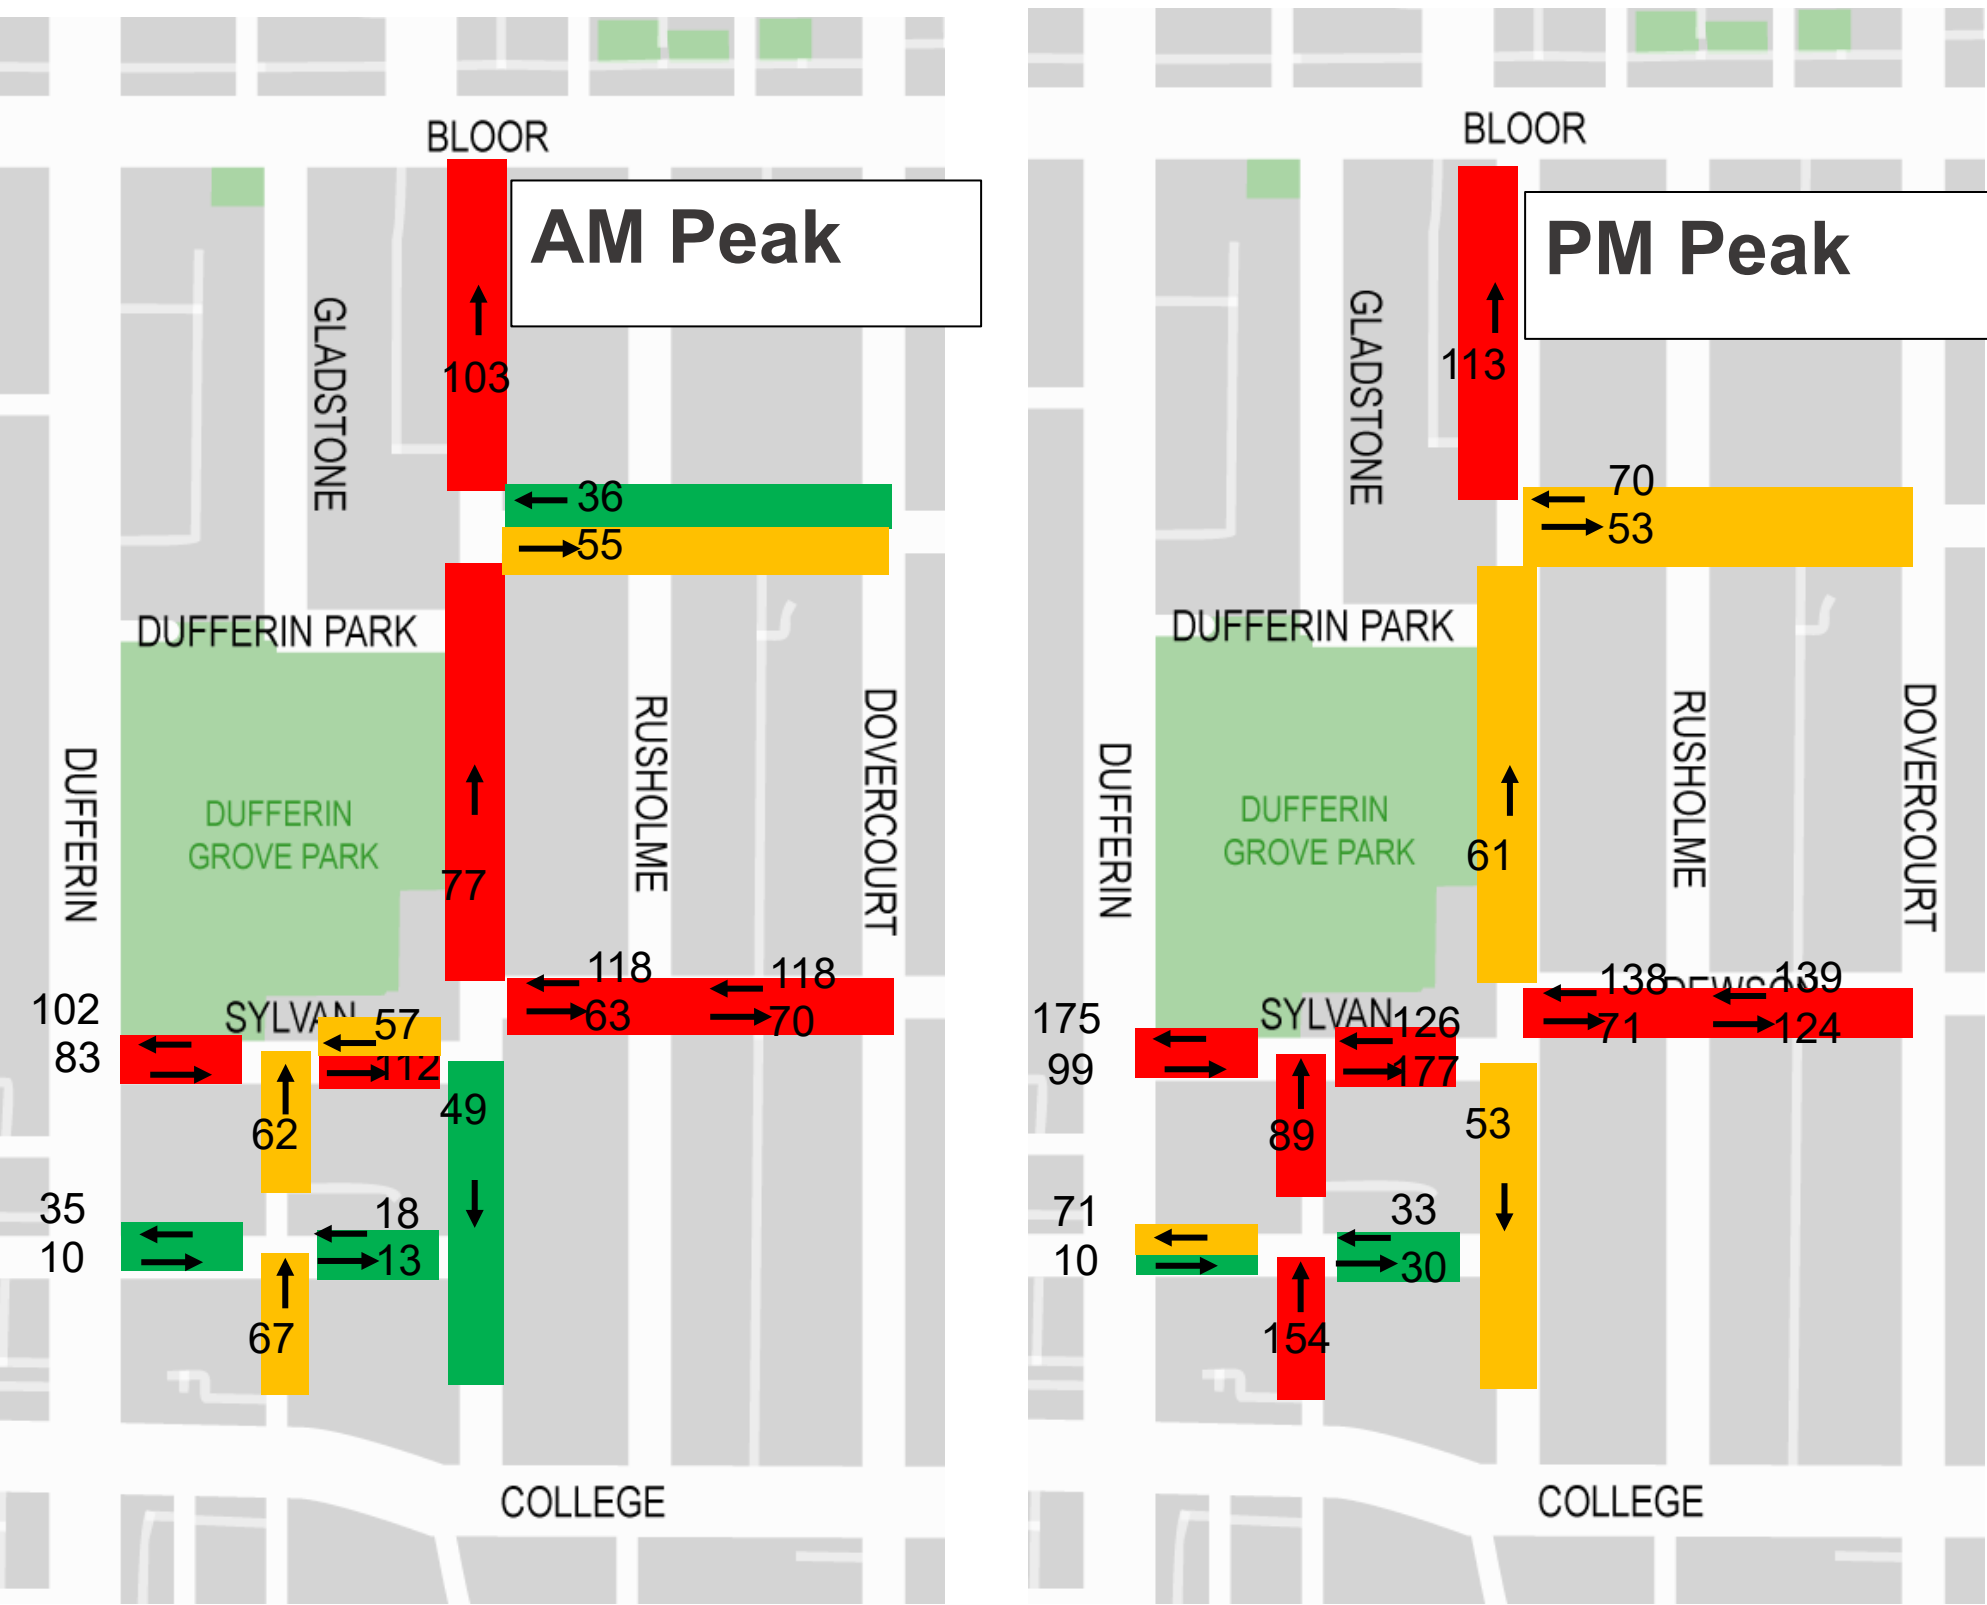 BLOOR
AM Peak
GLADSTONE
103
36
55
DUFFERIN PARK
DUFFERIN
DUFFERIN
GROVE PARK
77
RUSHOLME
DOVERCOURT
118
118
63
70
102
83
SYLVAN
57
112
49
62
35
10
18
13
67
COLLEGE
BLOOR
PM Peak
GLADSTONE
113
70
53
DUFFERIN PARK
DUFFERIN
DUFFERIN
GROVE PARK
61
RUSHOLME
DOVERCOURT
138
DEWSON
139
71
124
175
99
SYLVAN
126
177
53
89
71
10
33
30
154
COLLEGE